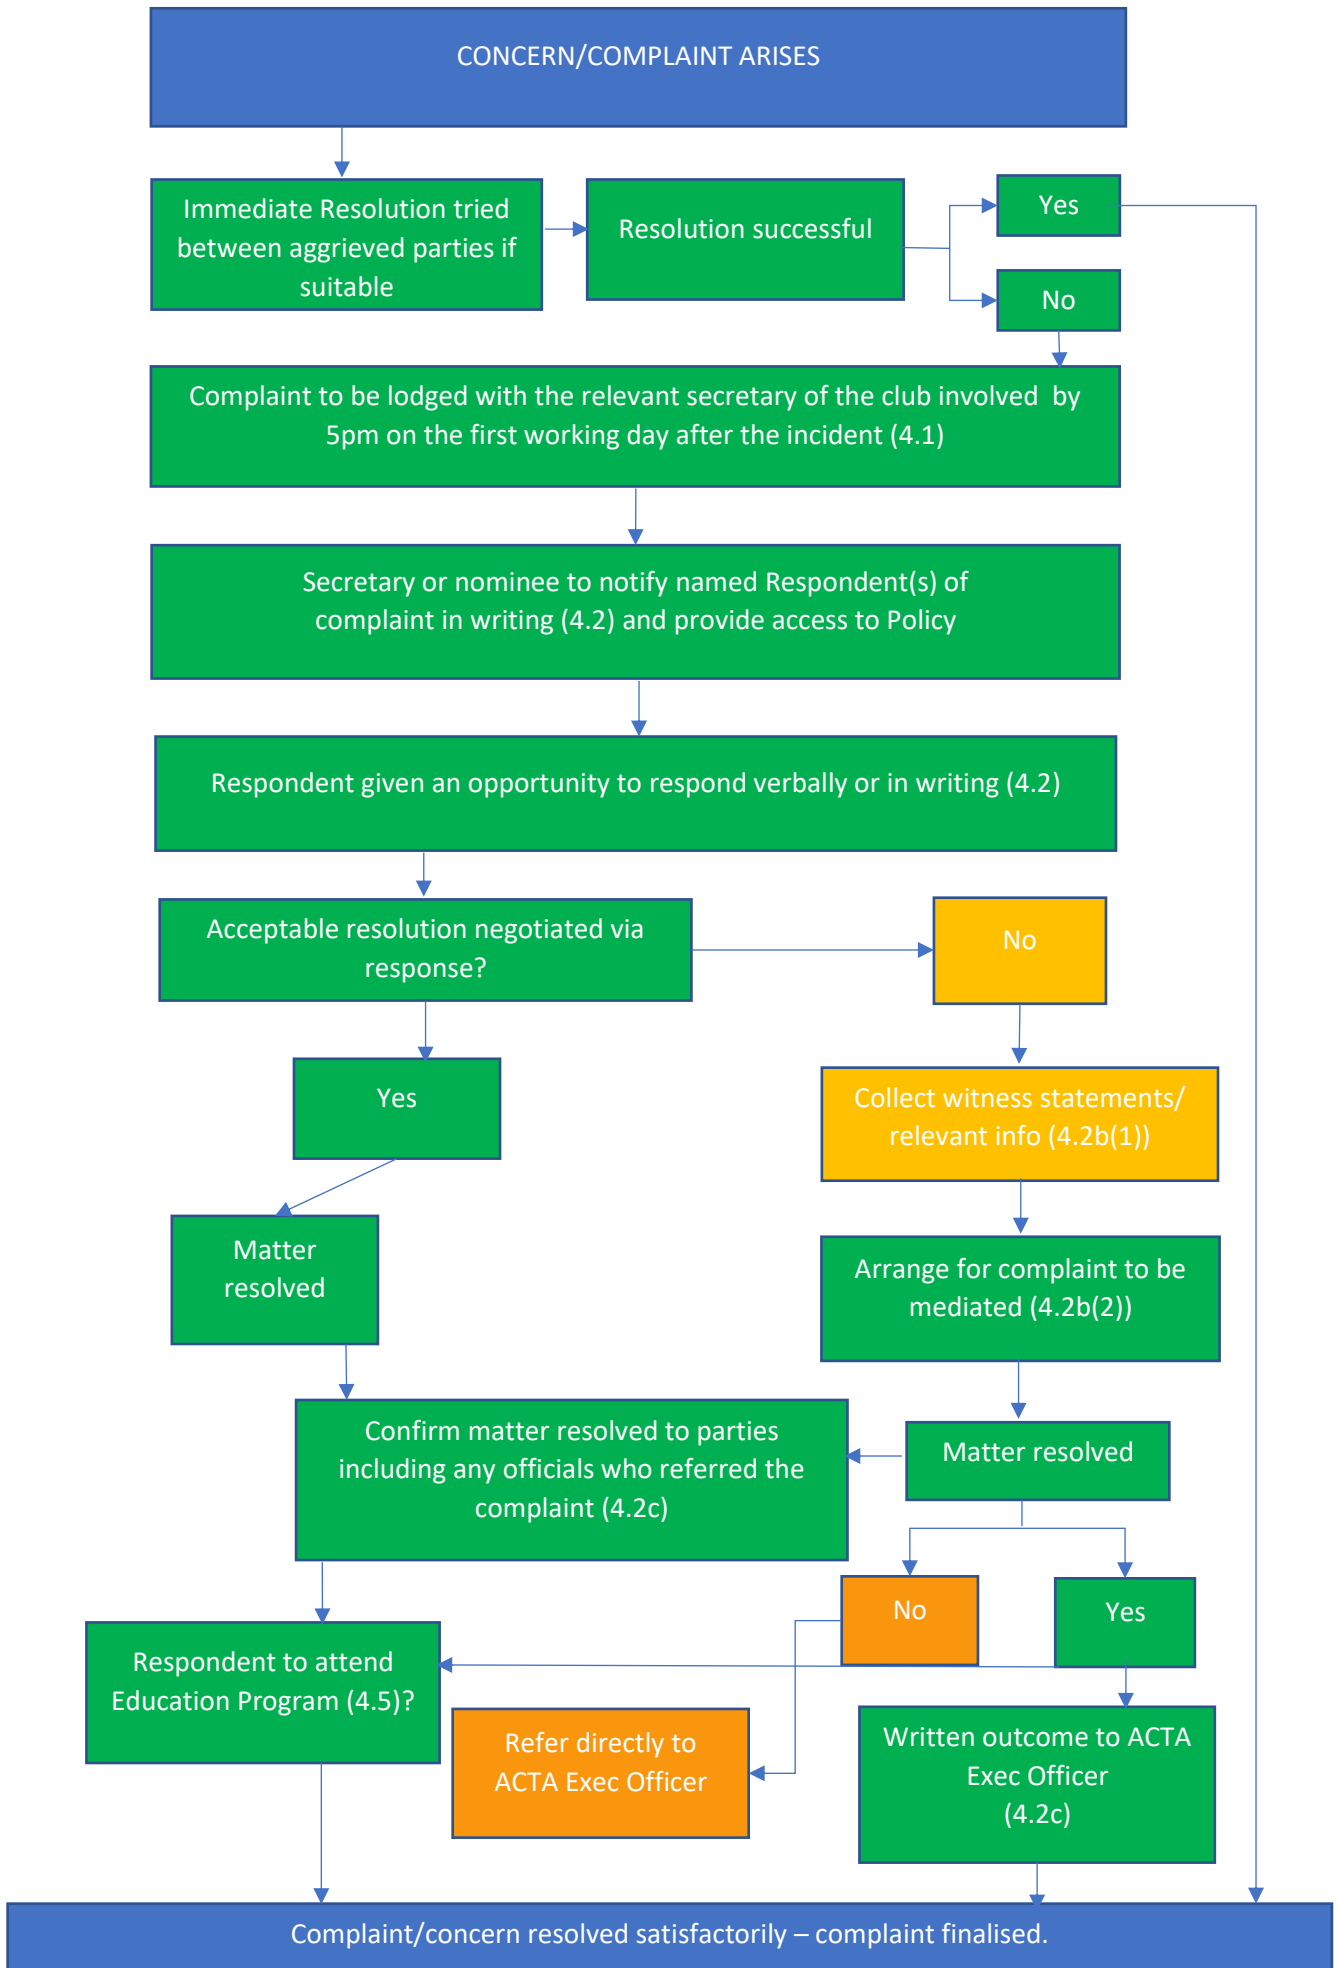 CONCERN/COMPLAINT ARISES
Immediate Resolution tried
between aggrieved parties if
suitable
Resolution successful
Yes
No
Complaint to be lodged with the relevant secretary of the club involved  by
5pm on the first working day after the incident (4.1)
Secretary or nominee to notify named Respondent(s) of
complaint in writing (4.2) and provide access to Policy
Respondent given an opportunity to respond verbally or in writing (4.2)
Acceptable resolution negotiated via
response?
No
Yes
Collect witness statements/
relevant info (4.2b(1))
Matter
resolved
Arrange for complaint to be
mediated (4.2b(2))
Confirm matter resolved to parties
including any officials who referred the
complaint (4.2c)
Matter resolved
No
Yes
Respondent to attend
Education Program (4.5)?
Refer directly to
ACTA Exec Officer
Written outcome to ACTA
Exec Officer
(4.2c)
Complaint/concern resolved satisfactorily – complaint finalised.